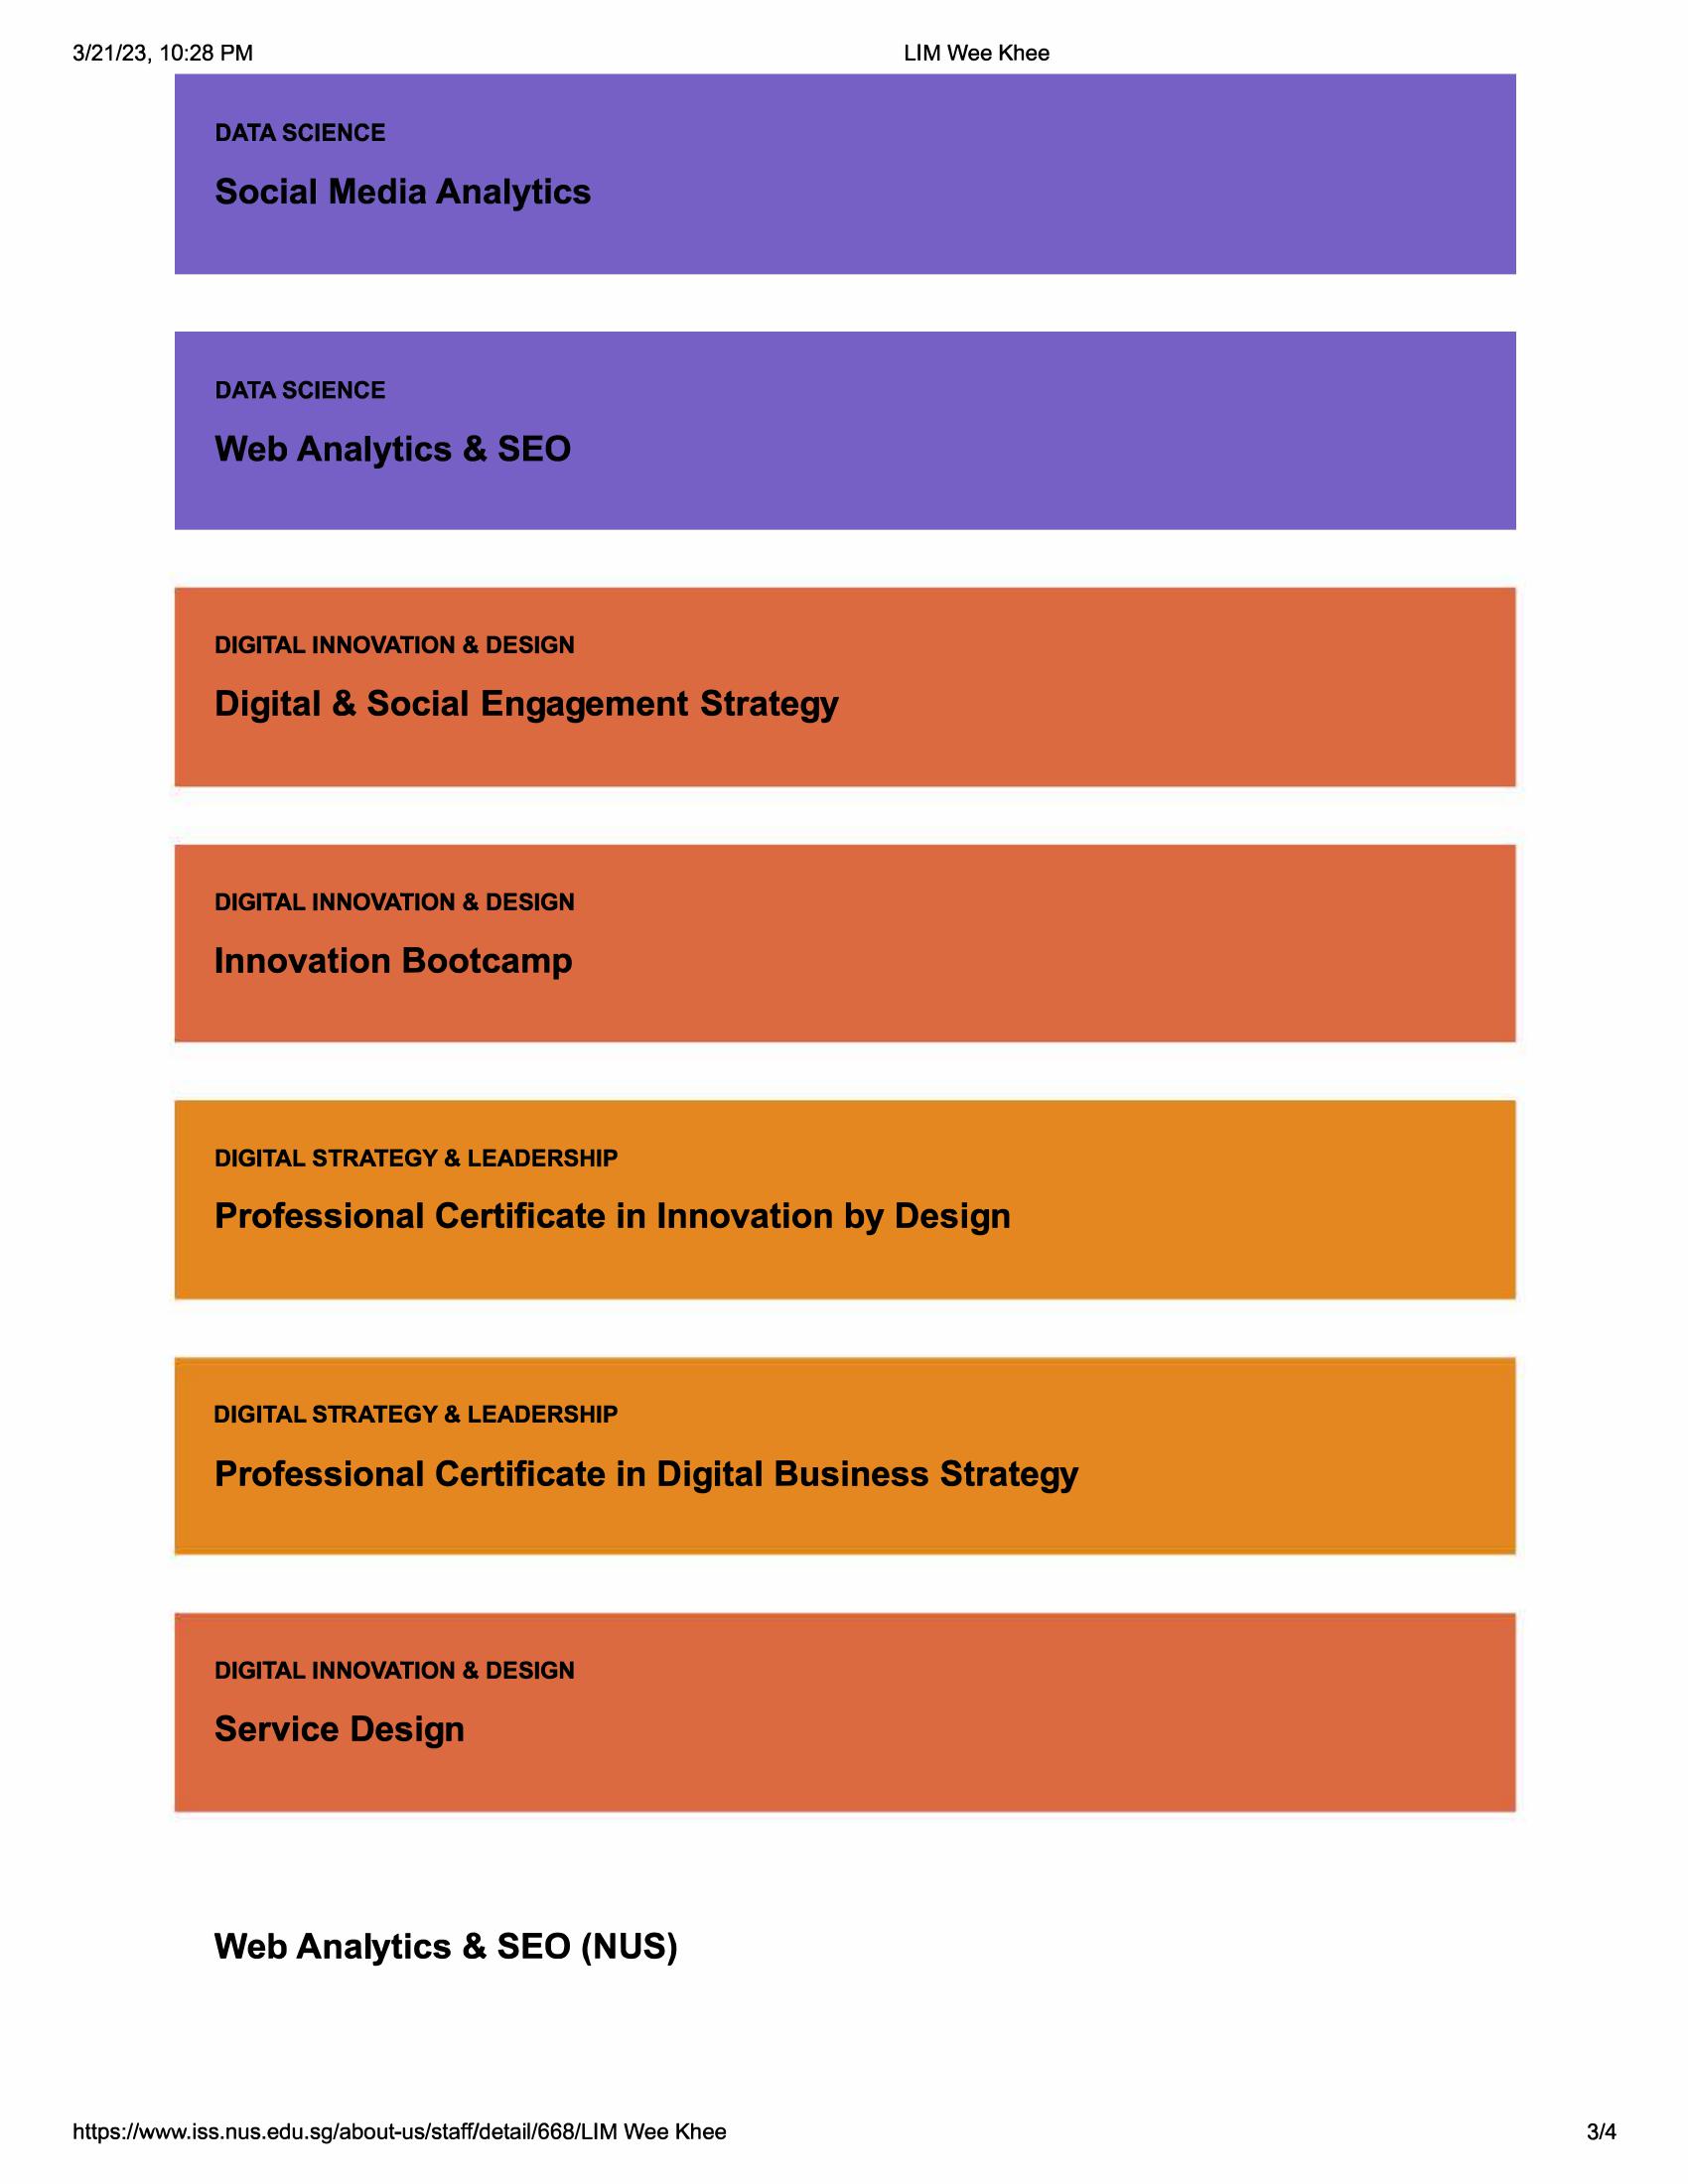 3/21/23, 10:28 PM
LIM Wee Khee
DATA SCIENCE
Social Media Analytics
DATA SCIENCE
Web Analytics & SEO
DIGITAL INNOVATION & DESIGN
Digital & Social Engagement Strategy
DIGITAL INNOVATION & DESIGN
Innovation Bootcamp
DIGITAL STRATEGY & LEADERSHIP
Professional Certificate in Innovation by Design
DIGITAL STRATEGY & LEADERSHIP
Professional Certificate in Digital Business Strategy
DIGITAL INNOVATION & DESIGN
Service Design
Web Analytics & SEO (NUS)
https://www.iss.nus.edu.sg/about-us/staff/detail/668/LIM Wee Khee
3/4